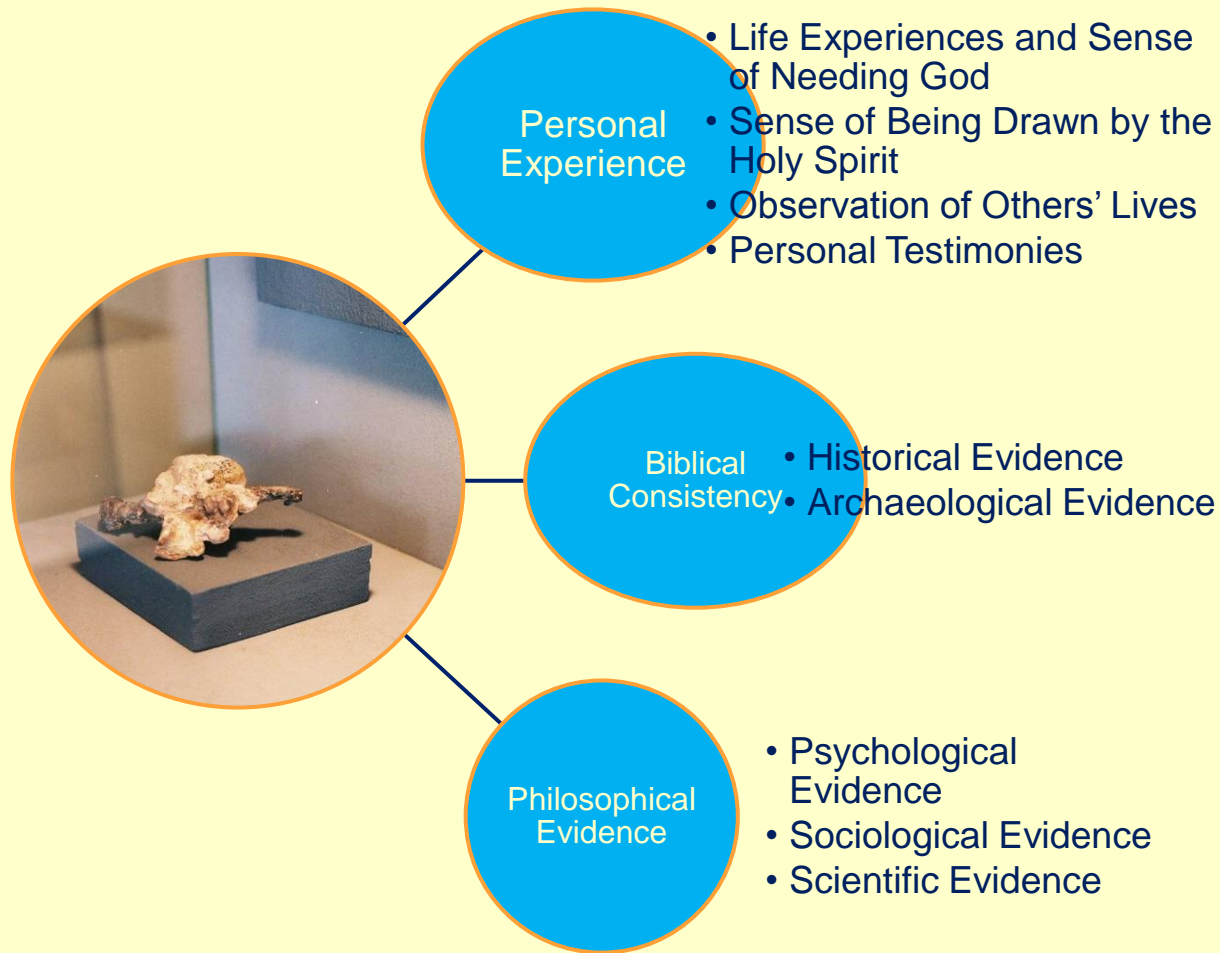 Personal
Experience
• Life Experiences and Sense
of Needing God
• Sense of Being Drawn by the
Holy Spirit
• Observation of Others’ Lives
• Personal Testimonies
Biblical
Consistency
• Historical Evidence
• Archaeological Evidence
Philosophical
Evidence
• Psychological
Evidence
• Sociological Evidence
• Scientific Evidence